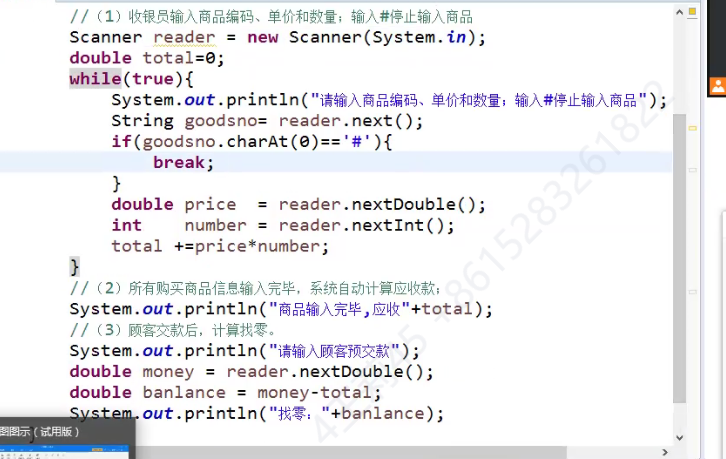 //（1）收银员输入商品编码、单价和数量；输入#停止输入商品
Scanner reader = new Scanner(System.in);
double total=0;
while(true){
System.out.println("请输入商品编码、单价和数量；输入#停止输入商品");
String goodsno= reader.next();
if(goodsno.charAt(0)=='#'){
break;
}
double price = reader.nextDouble();
int number = reader.nextInt();
total +=price*number;
}
//（2）所有购买商品信息输入完毕，系统自动计算应收款；
System.out.println("商品输入完毕,应收"+total);
//（3）顾客交款后，计算找零。
System.out.println("请输入顾客预交款");
double money = reader.nextDouble();
double banlance = money-total;
System.out.println("找零："+banlance);
}
图图示（试用版）
+8615283261822